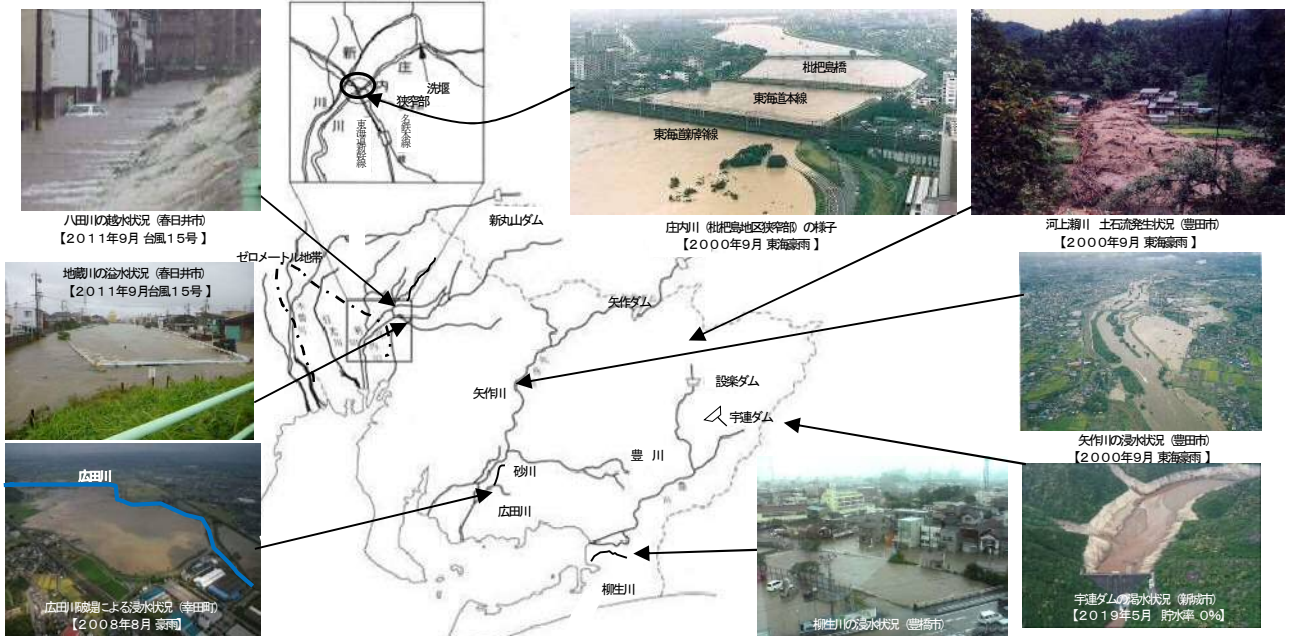 新
川
庄
内
川
洗堰
狭窄部
東海道新幹線
名鉄本線
枇杷島橋
東海道本線
東海道新幹線
八田川の越水状況（春日井市）
【2011年9月 台風15号】
庄内川（枇杷島地区狭窄部）の様子
【2000年9月 東海豪雨】
河上瀬川 土石流発生状況（豊田市）
【2000年9月 東海豪雨】
新丸山ダム
ゼロメートル地帯
地蔵川の溢水状況（春日井市）
【2011年9月台風15号】
矢作ダム
矢作川
設楽ダム
宇連ダム
豊川
砂川
広田川
柳生川
矢作川の浸水状況（豊田市）
【2000年9月 東海豪雨】
広田川
広田川破堤による浸水状況（幸田町）
【2008年8月 豪雨】
柳生川の浸水状況（豊橋市）
宇連ダムの渇水状況（新城市）
【2019年5月 貯水率 0%】